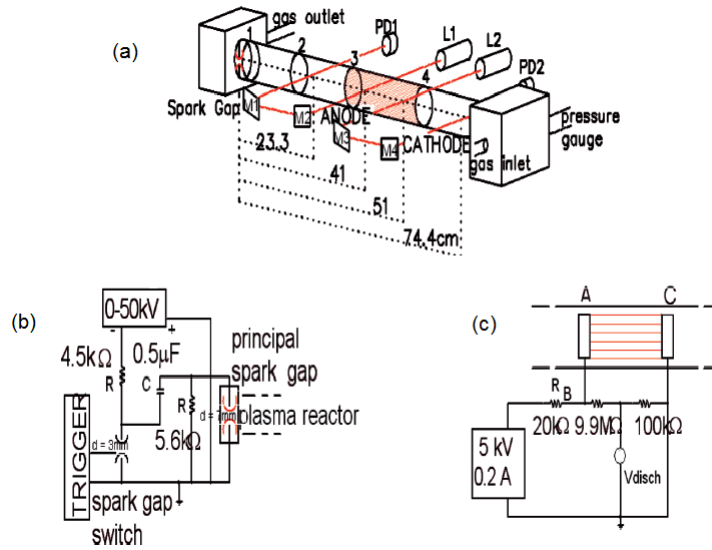 (a)
gas outlet
1
2
3
4
PD1
L1
L2
PD2
Spark Gap
M1
M2
ANODE
M3
M4
CATHODE
pressure
gauge
gas inlet
23.3
41
51
74.4cm
(b)
0-50kV
-
+
4.5kΩ
R
0.5µF
C
principal
spark gap
R
d = 7mm
plasma reactor
5.6kΩ
TRIGGER
d = 3mm
spark gap
switch
(c)
A
C
R
B
20kΩ
9.9MΩ
100kΩ
5 kV
0.2 A
Vdisch